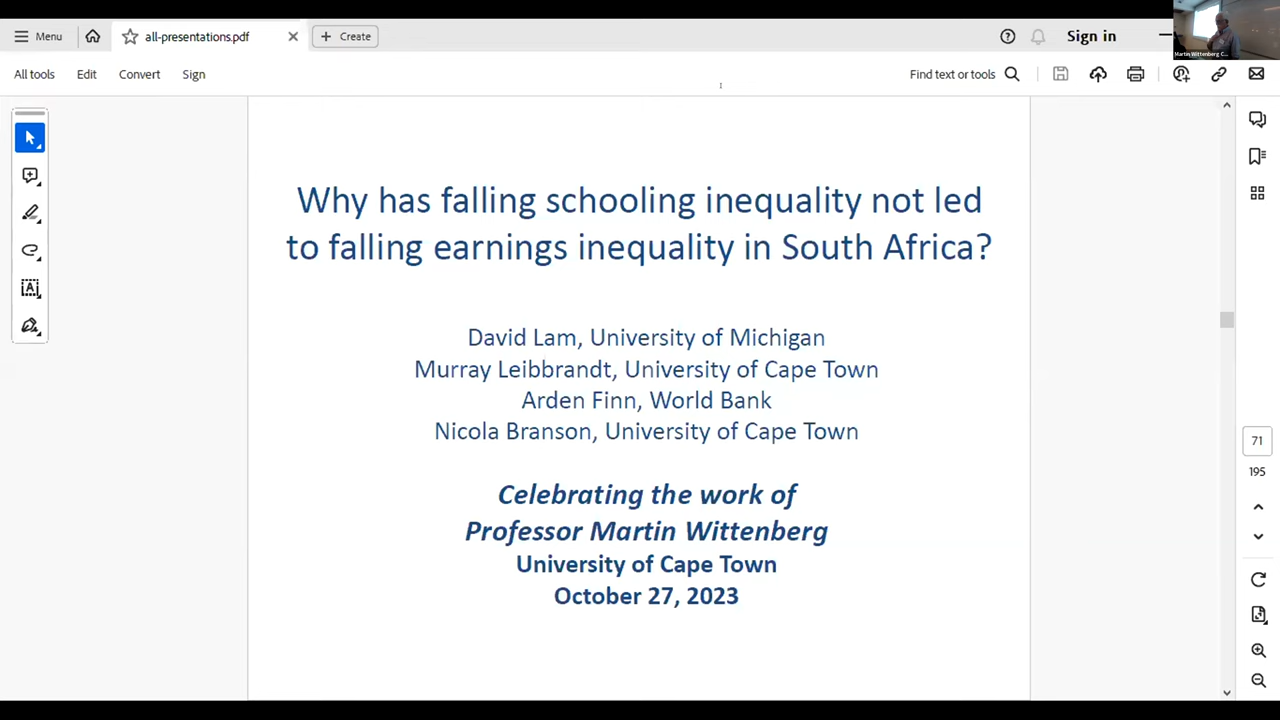 Menu
all-presentations.pdf
Create
Sign in
All tools
Edit
Convert
Sign
Find text or tools
Martin Wittenberg C...
Why has falling schooling inequality not led
to falling earnings inequality in South Africa?
David Lam, University of Michigan
Murray Leibbrandt, University of Cape Town
Arden Finn, World Bank
Nicola Branson, University of Cape Town
Celebrating the work of
Professor Martin Wittenberg
University of Cape Town
October 27, 2023
71
195